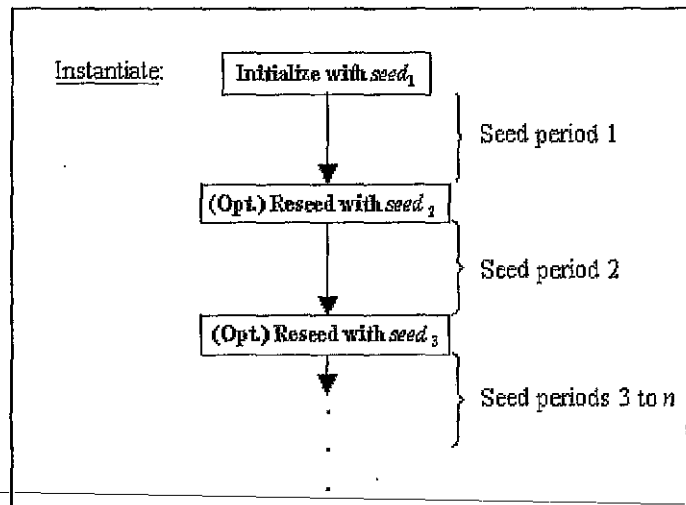 Instantiate:
Initialize with seed1
Seed period 1
(Opt.) Reseed with seed2
Seed period 2
(Opt.) Reseed with seed3
Seed periods 3 to n